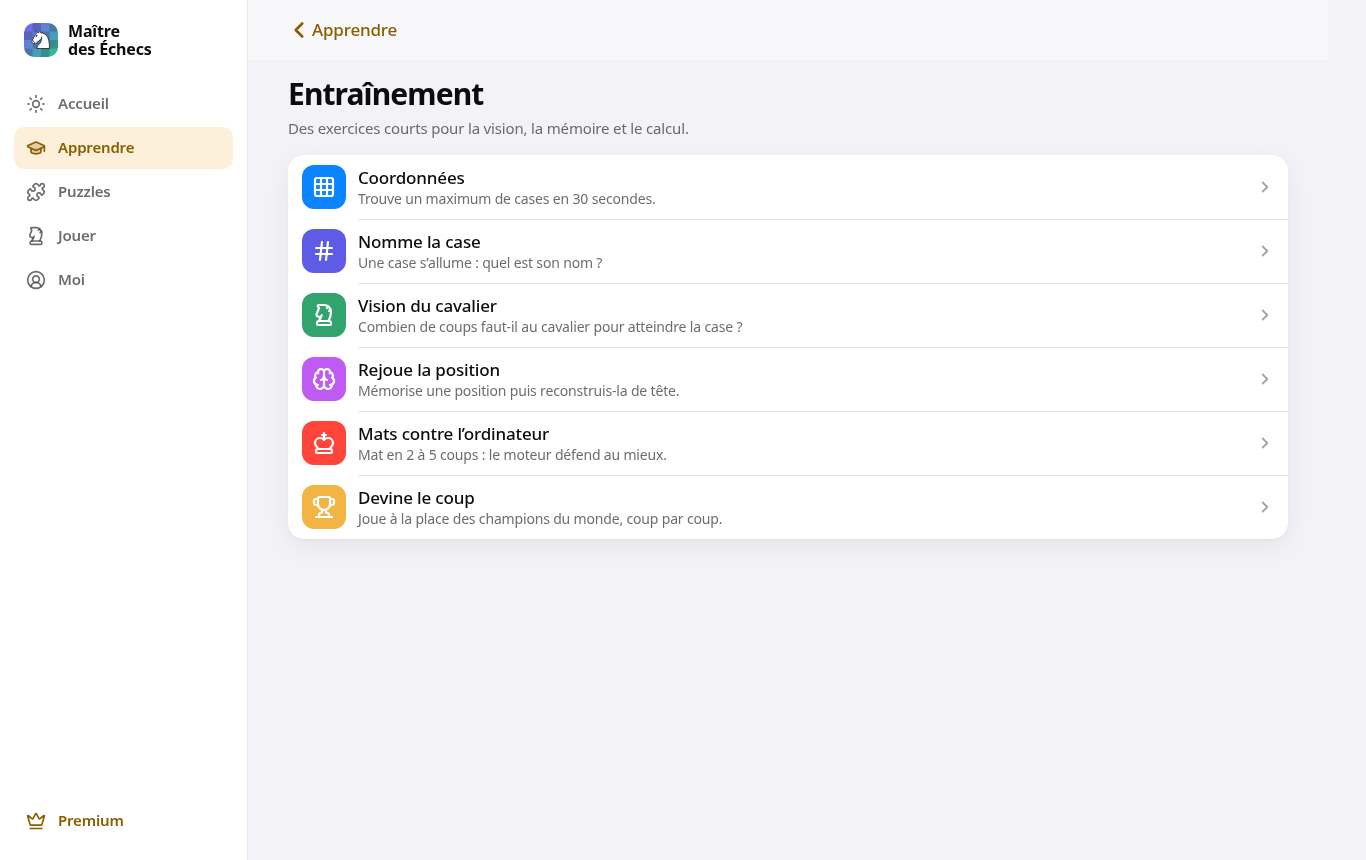 Maître
des Échecs
Accueil
Apprendre
Puzzles
Jouer
Moi
Premium
Apprendre
Entraînement
Des exercices courts pour la vision, la mémoire et le calcul.
Coordonnées
Trouve un maximum de cases en 30 secondes.
Nomme la case
Une case s’allume : quel est son nom ?
Vision du cavalier
Combien de coups faut-il au cavalier pour atteindre la case ?
Rejoue la position
Mémorise une position puis reconstruis-la de tête.
Mats contre l’ordinateur
Mat en 2 à 5 coups : le moteur défend au mieux.
Devine le coup
Joue à la place des champions du monde, coup par coup.